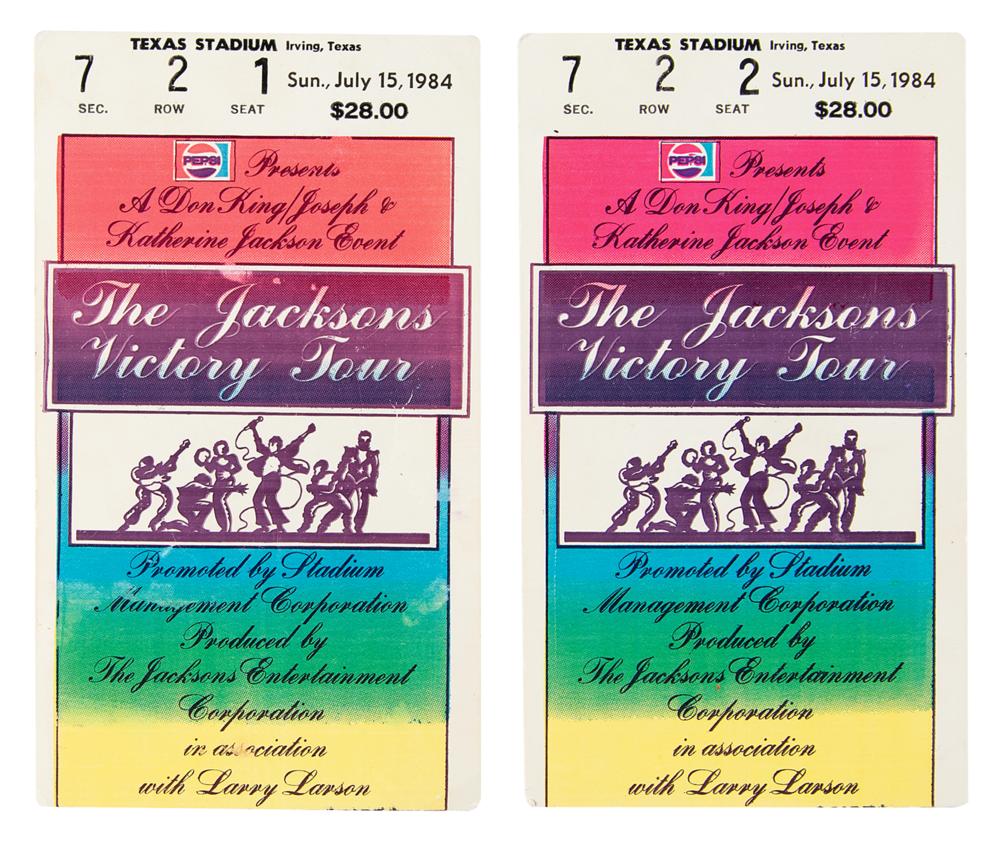 TEXAS STADIUM Irving, Texas
7 2 1 Sun., July 15, 1984
SEC. ROW SEAT $28.00
PEPSI Presents
A Don King/Joseph &
Katherine Jackson Event
The Jacksons
Victory Tour
Promoted by Stadium
Management Corporation
Produced by
The Jacksons Entertainment
Corporation
in association
with Larry Larson
TEXAS STADIUM Irving, Texas
7 2 2 Sun., July 15, 1984
SEC. ROW SEAT $28.00
PEPSI Presents
A Don King/Joseph &
Katherine Jackson Event
The Jacksons
Victory Tour
Promoted by Stadium
Management Corporation
Produced by
The Jacksons Entertainment
Corporation
in association
with Larry Larson